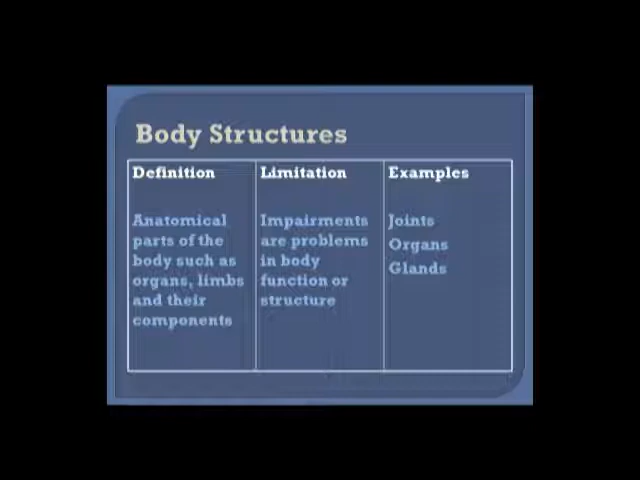 Body Structures
Definition
Anatomical
parts of the
body such as
organs, limbs
and their
components
Limitation
Impairments
are problems
in body
function or
structure
Examples
Joints
Organs
Glands